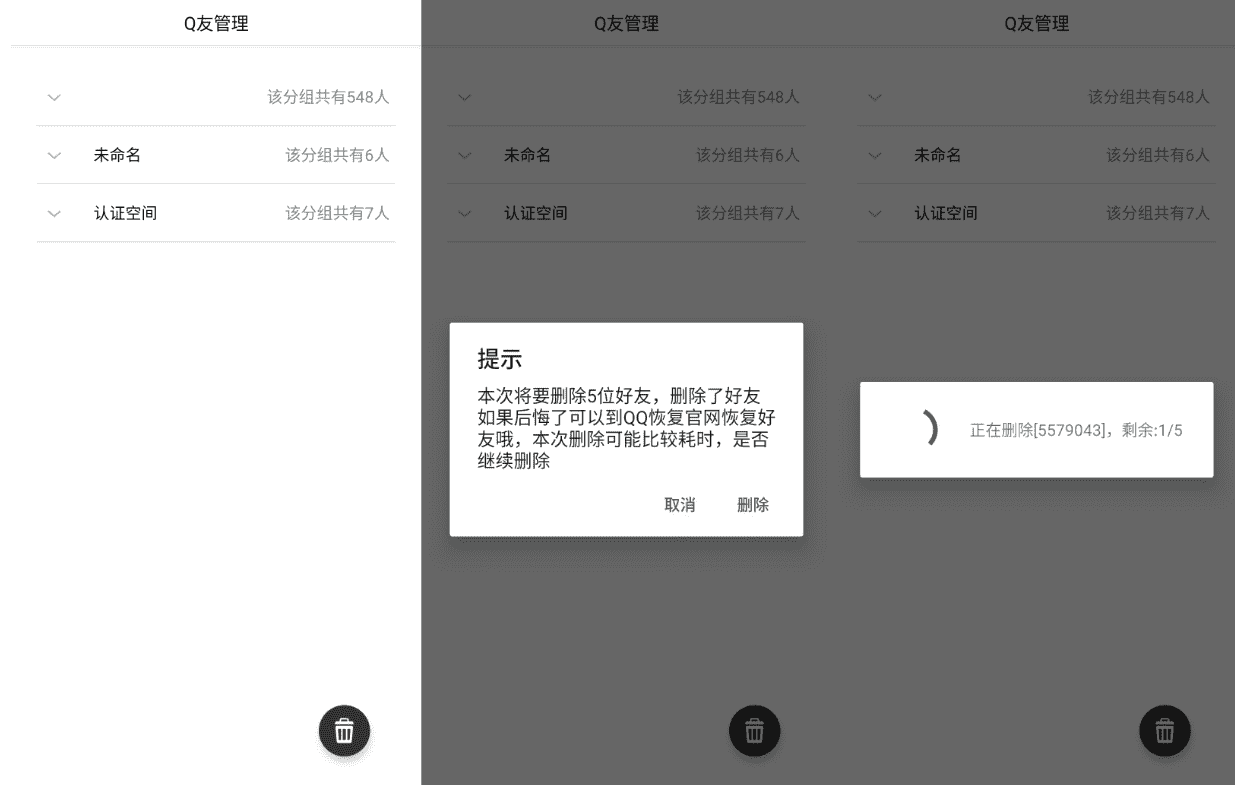 Q友管理
该分组共有548人
未命名
该分组共有6人
认证空间
该分组共有7人
Q友管理
该分组共有548人
未命名
该分组共有6人
认证空间
该分组共有7人
提示
本次将要删除5位好友，删除了好友
如果后悔了可以到QQ恢复官网恢复好
友哦，本次删除可能比较耗时，是否
继续删除
取消
删除
Q友管理
该分组共有548人
未命名
该分组共有6人
认证空间
该分组共有7人
正在删除[5579043]，剩余:1/5